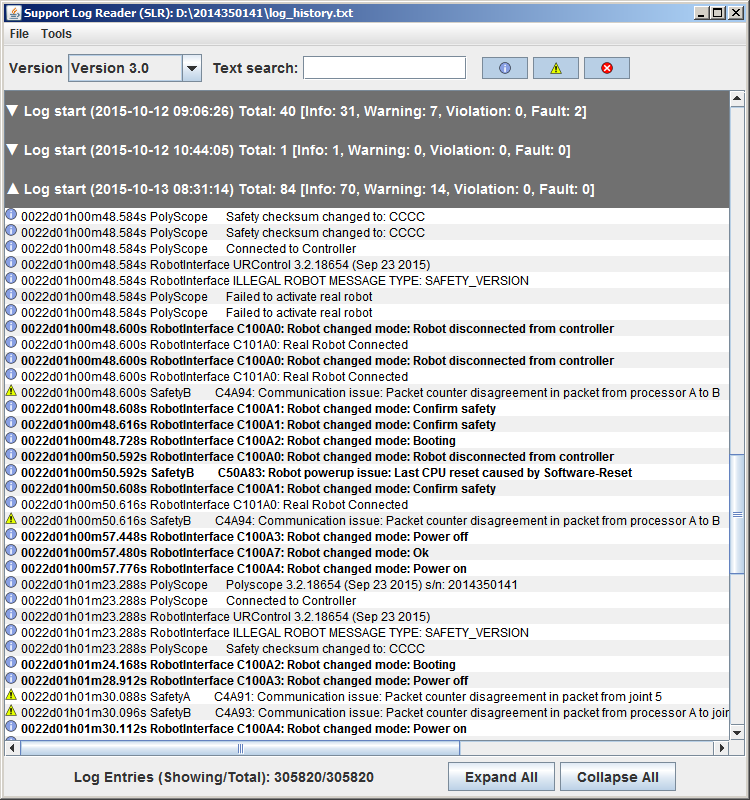 Support Log Reader (SLR): D:\2014350141\log_history.txt
File Tools
Version Version 3.0 Text search:
Log start (2015-10-12 09:06:26) Total: 40 [Info: 31, Warning: 7, Violation: 0, Fault: 2]
Log start (2015-10-12 10:44:05) Total: 1 [Info: 1, Warning: 0, Violation: 0, Fault: 0]
Log start (2015-10-13 08:31:14) Total: 84 [Info: 70, Warning: 14, Violation: 0, Fault: 0]
0022d01h00m48.584s PolyScope Safety checksum changed to: CCCC
0022d01h00m48.584s PolyScope Safety checksum changed to: CCCC
0022d01h00m48.584s PolyScope Connected to Controller
0022d01h00m48.584s RobotInterface URControl 3.2.18654 (Sep 23 2015)
0022d01h00m48.584s RobotInterface ILLEGAL ROBOT MESSAGE TYPE: SAFETY_VERSION
0022d01h00m48.584s PolyScope Failed to activate real robot
0022d01h00m48.584s PolyScope Failed to activate real robot
0022d01h00m48.600s RobotInterface C100A0: Robot changed mode: Robot disconnected from controller
0022d01h00m48.600s RobotInterface C101A0: Real Robot Connected
0022d01h00m48.600s RobotInterface C100A0: Robot changed mode: Robot disconnected from controller
0022d01h00m48.600s RobotInterface C101A0: Real Robot Connected
0022d01h00m48.600s SafetyB C4A94: Communication issue: Packet counter disagreement in packet from processor A to B
0022d01h00m48.608s RobotInterface C100A1: Robot changed mode: Confirm safety
0022d01h00m48.616s RobotInterface C100A1: Robot changed mode: Confirm safety
0022d01h00m48.728s RobotInterface C100A2: Robot changed mode: Booting
0022d01h00m50.592s RobotInterface C100A0: Robot changed mode: Robot disconnected from controller
0022d01h00m50.592s SafetyB C50A83: Robot powerup issue: Last CPU reset caused by Software-Reset
0022d01h00m50.608s RobotInterface C100A1: Robot changed mode: Confirm safety
0022d01h00m50.616s RobotInterface C101A0: Real Robot Connected
0022d01h00m50.616s SafetyB C4A94: Communication issue: Packet counter disagreement in packet from processor A to B
0022d01h00m57.448s RobotInterface C100A3: Robot changed mode: Power off
0022d01h00m57.480s RobotInterface C100A7: Robot changed mode: Ok
0022d01h00m57.776s RobotInterface C100A4: Robot changed mode: Power on
0022d01h01m23.288s PolyScope Polyscope 3.2.18654 (Sep 23 2015) s/n: 2014350141
0022d01h01m23.288s PolyScope Connected to Controller
0022d01h01m23.288s RobotInterface URControl 3.2.18654 (Sep 23 2015)
0022d01h01m23.288s RobotInterface ILLEGAL ROBOT MESSAGE TYPE: SAFETY_VERSION
0022d01h01m23.288s PolyScope Safety checksum changed to: CCCC
0022d01h01m24.168s RobotInterface C100A2: Robot changed mode: Booting
0022d01h01m28.912s RobotInterface C100A3: Robot changed mode: Power off
0022d01h01m30.088s SafetyA C4A91: Communication issue: Packet counter disagreement in packet from joint 5
0022d01h01m30.096s SafetyB C4A93: Communication issue: Packet counter disagreement in packet from processor A to join
0022d01h01m30.112s RobotInterface C100A4: Robot changed mode: Power on
Log Entries (Showing/Total): 305820/305820 Expand All Collapse All